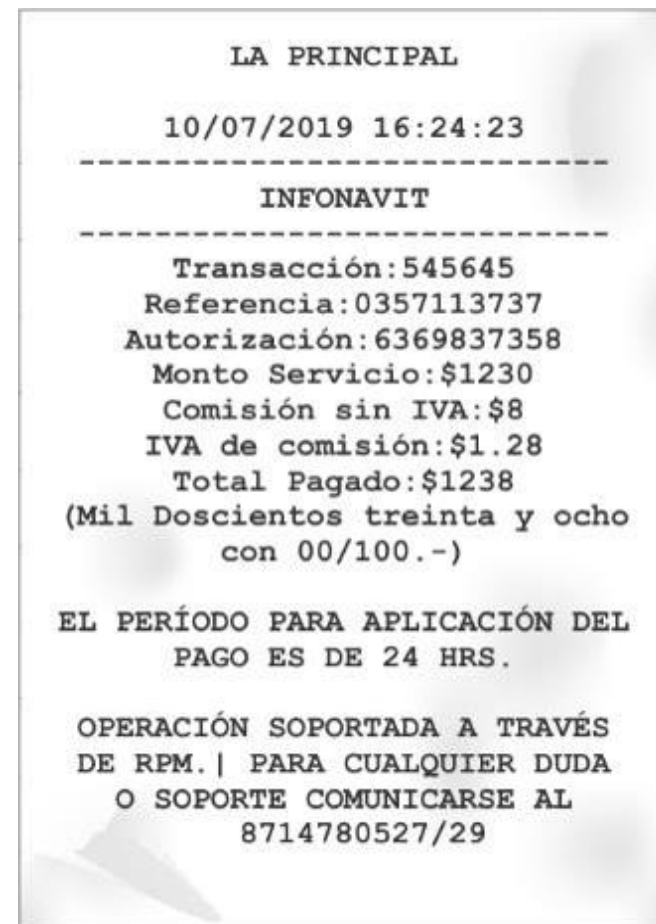 LA PRINCIPAL
10/07/2019 16:24:23
----------------------------
INFONAVIT
----------------------------
Transacción:545645
Referencia:0357113737
Autorización:6369837358
Monto Servicio:$1230
Comisión sin IVA:$8
IVA de comisión:$1.28
Total Pagado:$1238
(Mil Doscientos treinta y ocho
con 00/100.-)
EL PERÍODO PARA APLICACIÓN DEL
PAGO ES DE 24 HRS.
OPERACIÓN SOPORTADA A TRAVÉS
DE RPM.| PARA CUALQUIER DUDA
O SOPORTE COMUNICARSE AL
8714780527/29